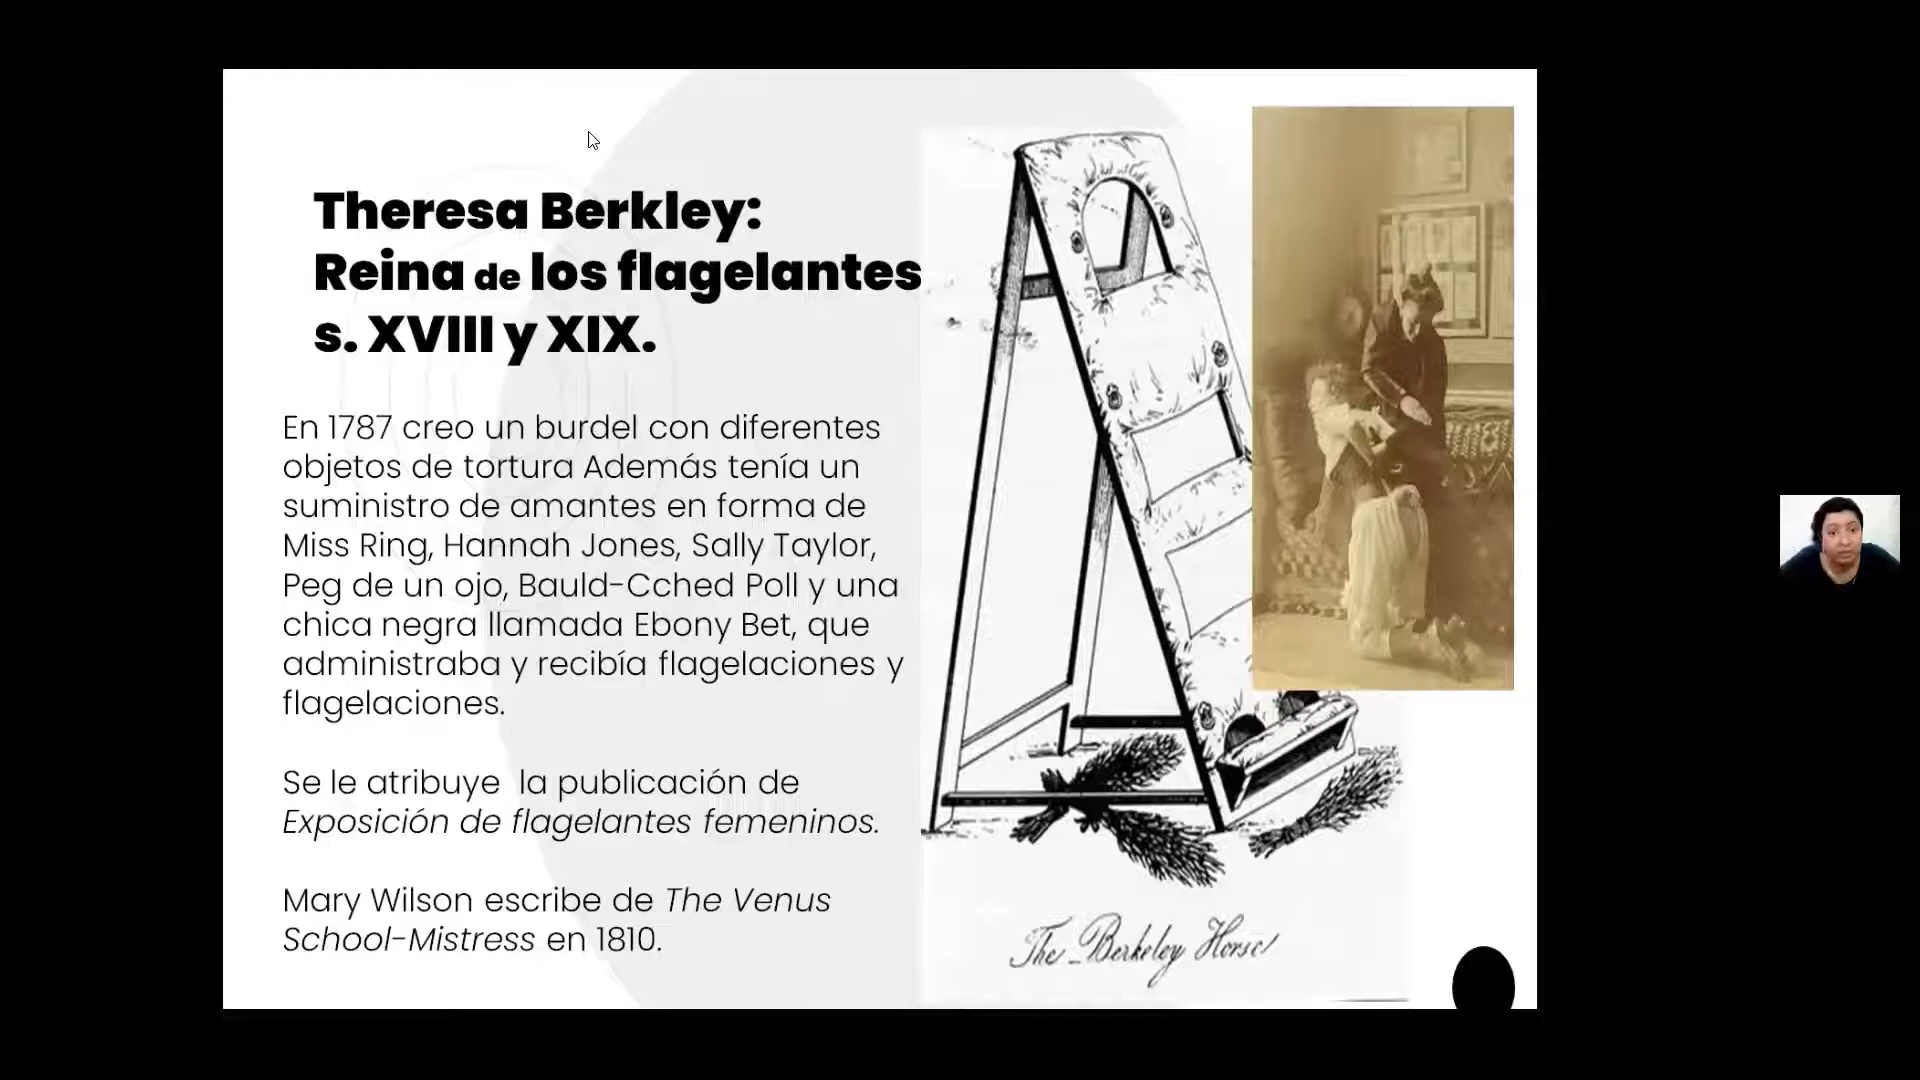 Theresa Berkley:
Reina de los flagelantes
s. XVIII y XIX.
En 1787 creo un burdel con diferentes
objetos de tortura Además tenía un
suministro de amantes en forma de
Miss Ring, Hannah Jones, Sally Taylor,
Peg de un ojo, Bauld-Cched Poll y una
chica negra llamada Ebony Bet, que
administraba y recibía flagelaciones y
flagelaciones.
Se le atribuye la publicación de
Exposición de flagelantes femeninos.
Mary Wilson escribe de The Venus
School-Mistress en 1810.
The Berkeley Horse